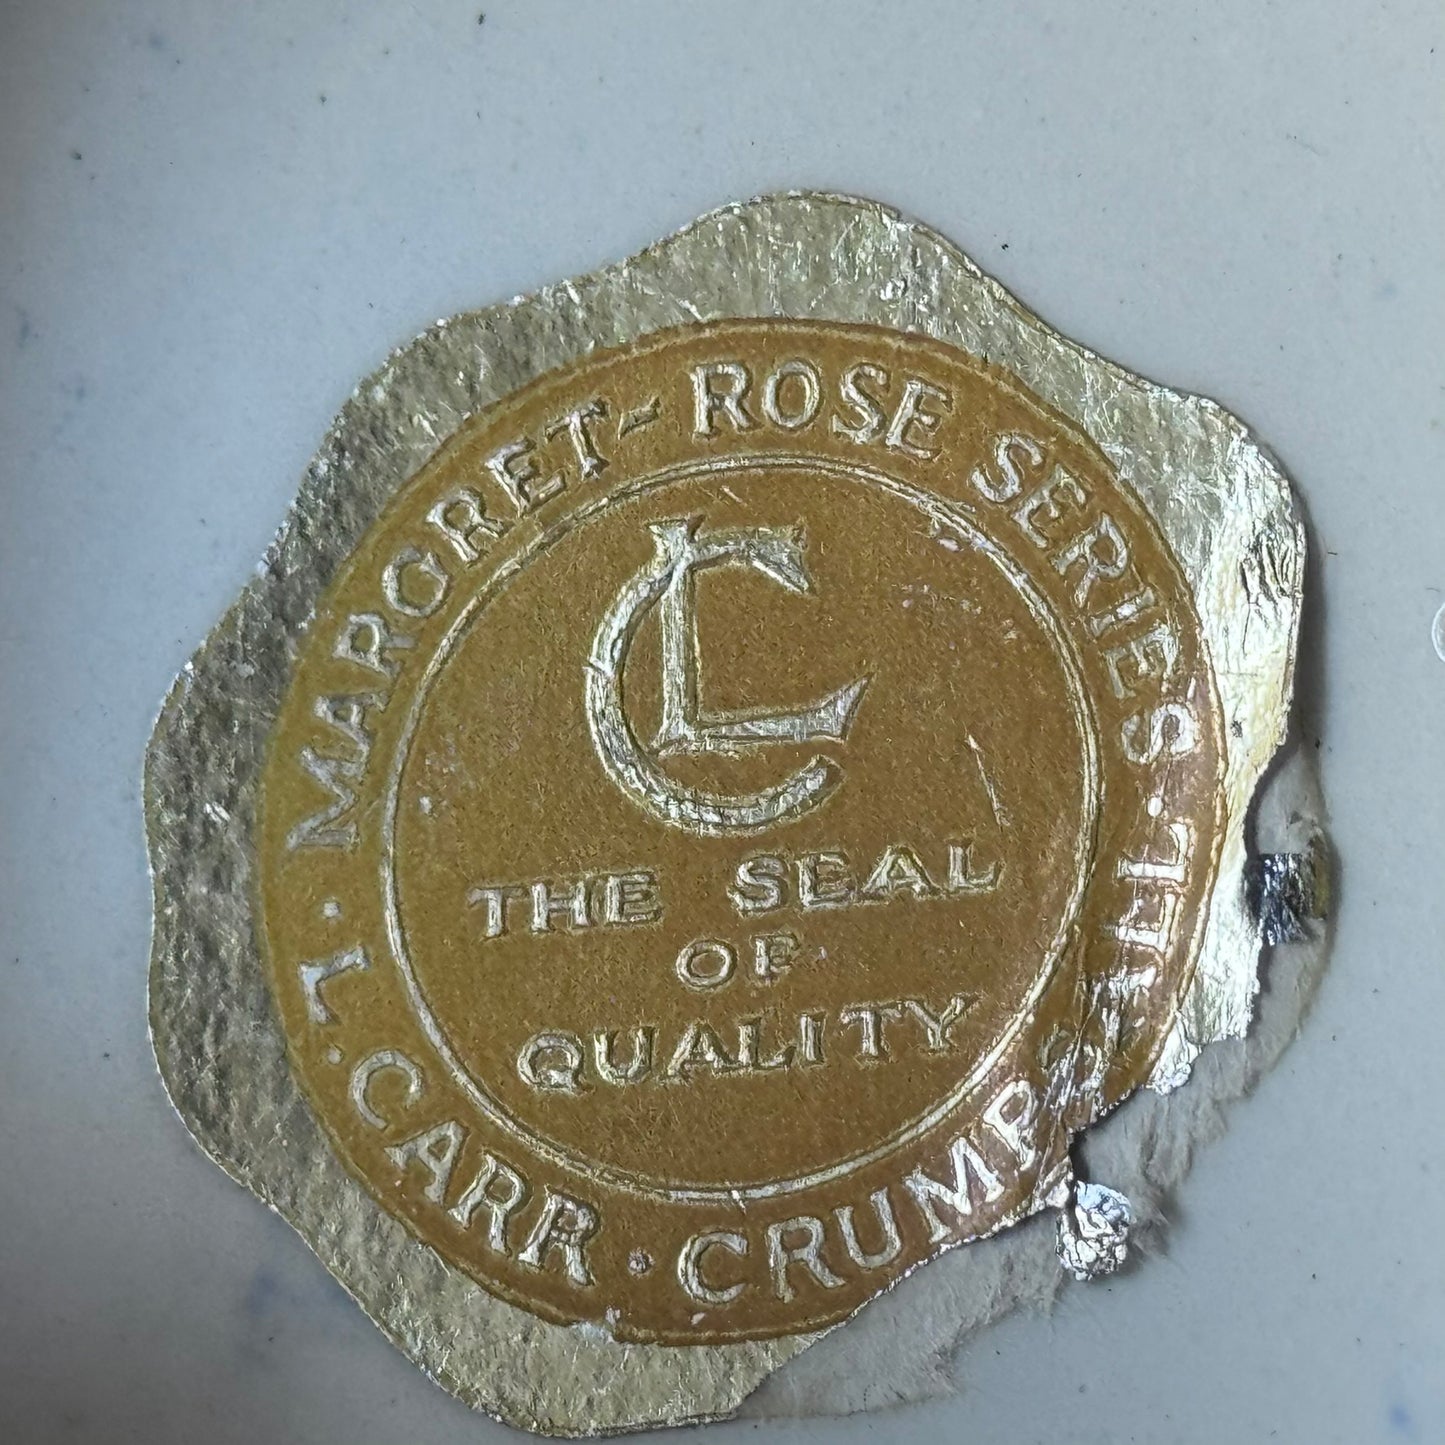 MARGRET-ROSE SERIES
L. CARR · CRUMP
LC
THE SEAL
OF
QUALITY